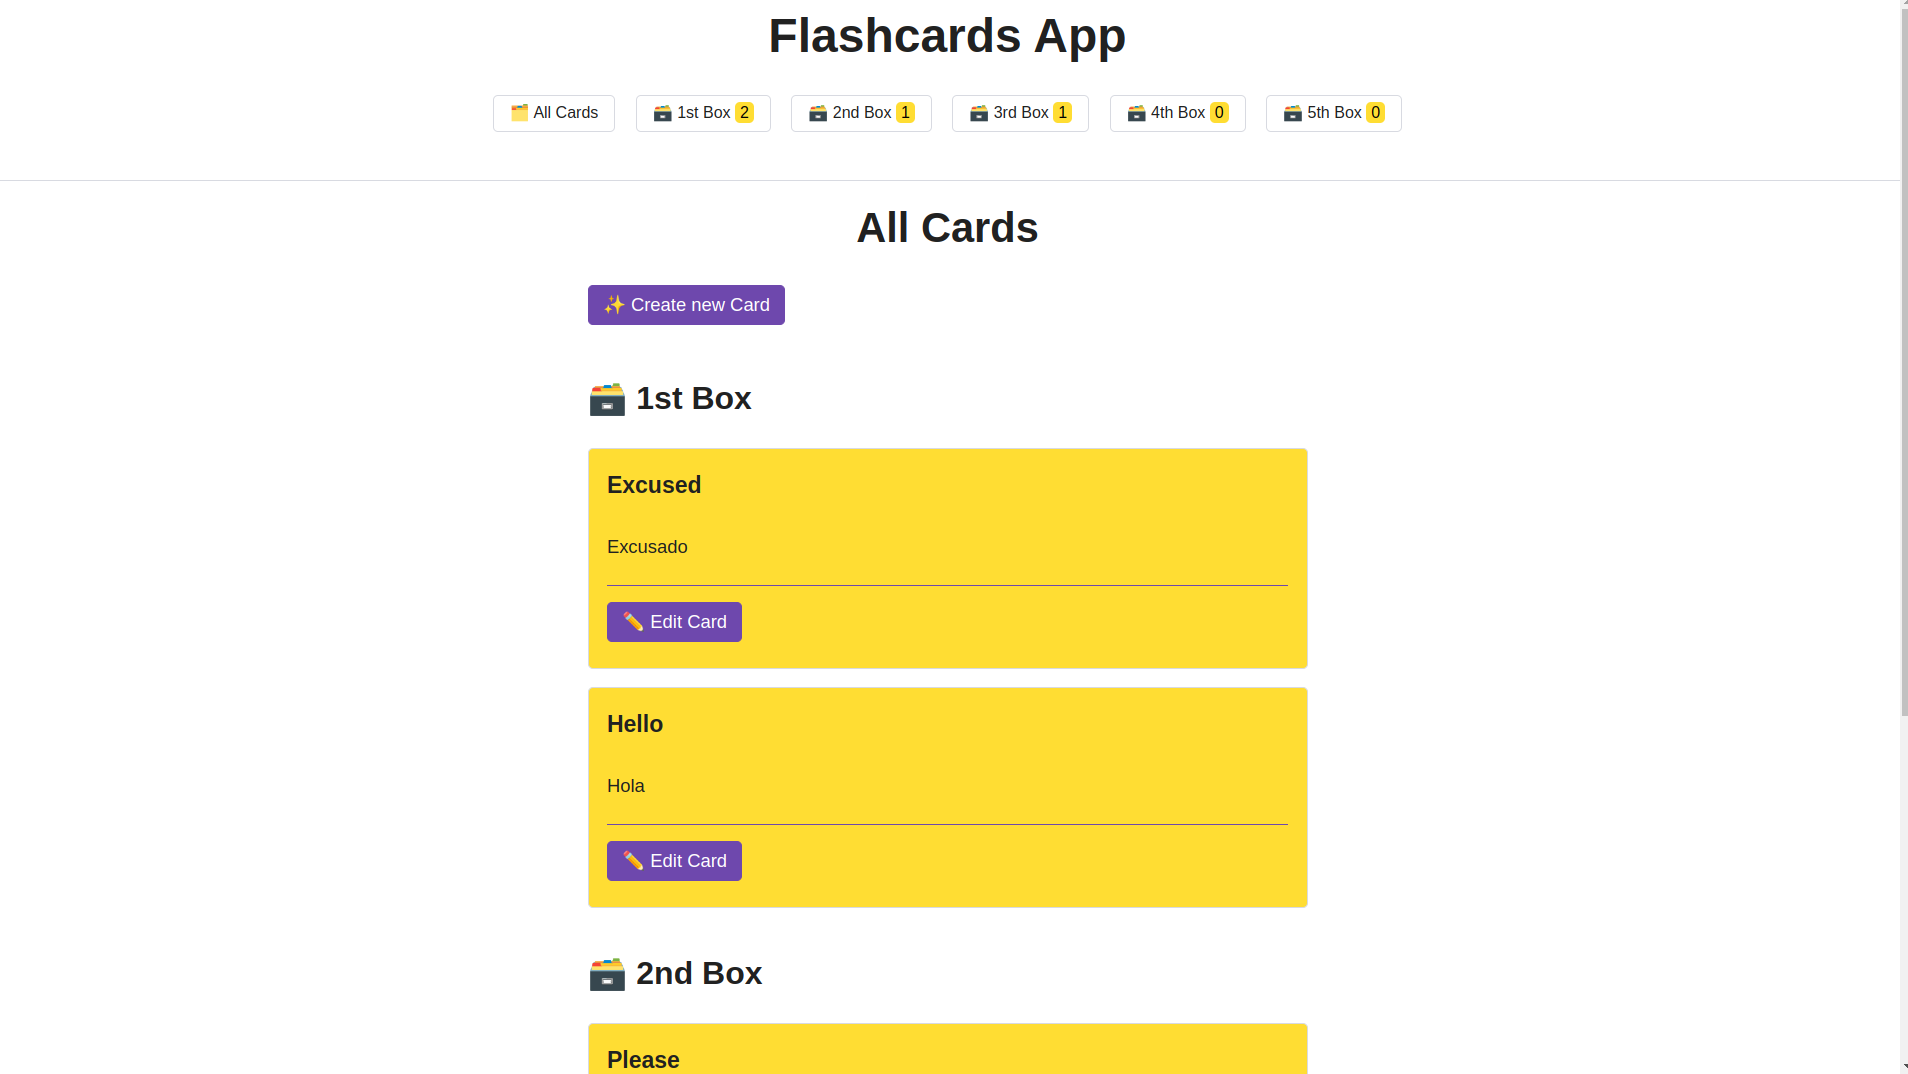 Flashcards App
All Cards 1st Box 2 2nd Box 1 3rd Box 1 4th Box 0 5th Box 0
All Cards
Create new Card
1st Box
Excused
Excusado
Edit Card
Hello
Hola
Edit Card
2nd Box
Please